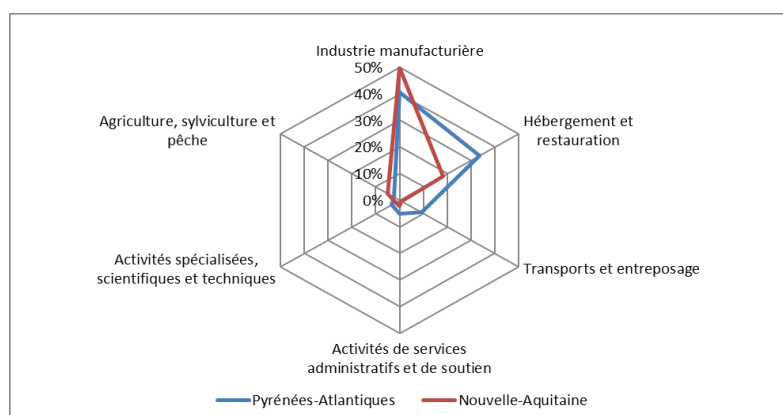 Industrie manufacturière
50%
40%
30%
20%
10%
0%
Hébergement et
restauration
Transports et entreposage
Activités de services
administratifs et de soutien
Activités spécialisées,
scientifiques et techniques
Agriculture, sylviculture et
pêche
Pyrénées-Atlantiques
Nouvelle-Aquitaine